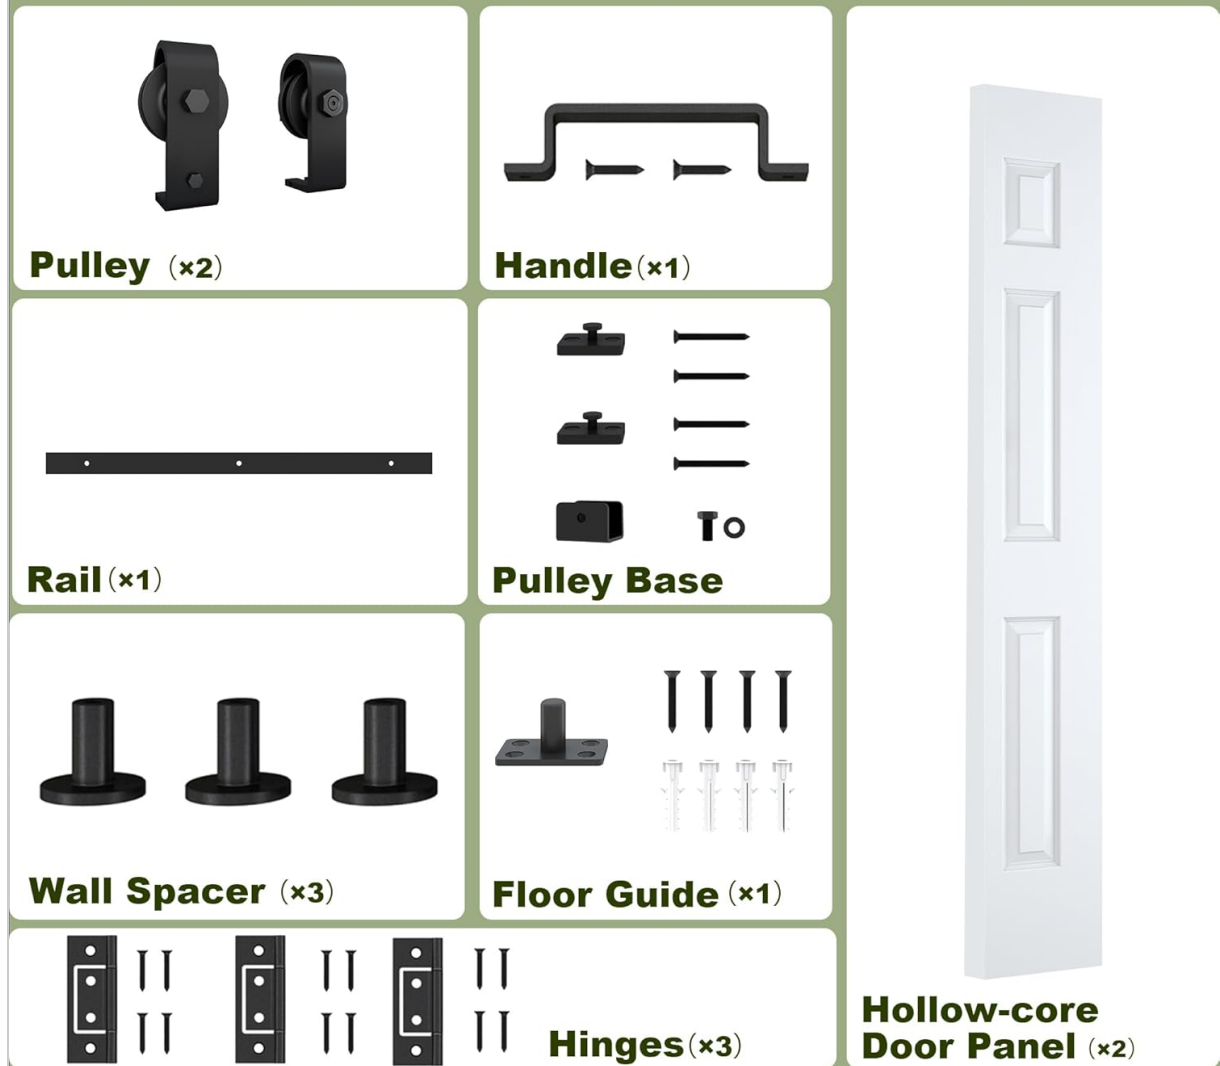 Pulley (×2)
Handle(×1)
Rail(×1)
Pulley Base
Wall Spacer (×3)
Floor Guide (×1)
Hinges(×3)
Hollow-core
Door Panel (×2)